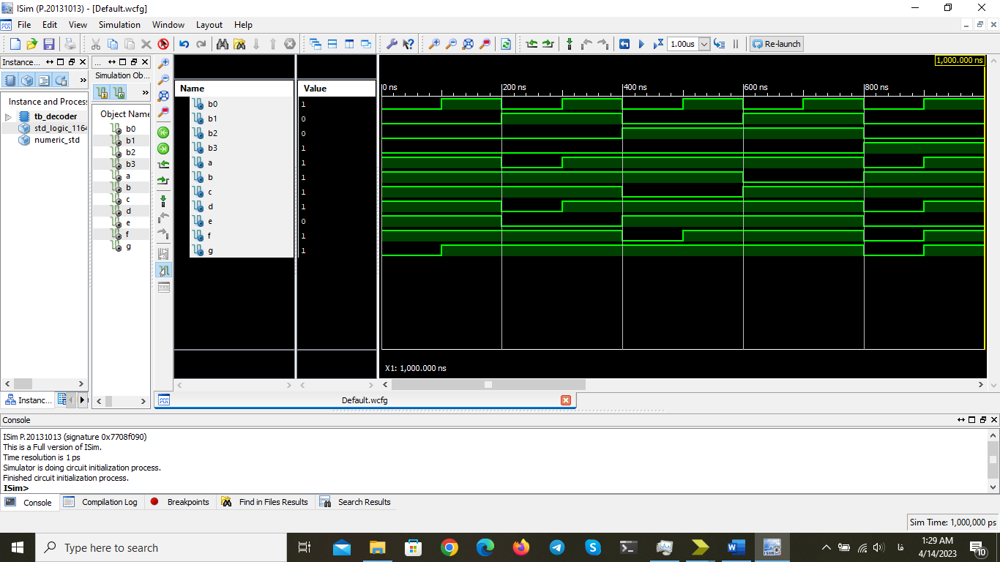 ISim (P.20131013) - [Default.wcfg]
File Edit View Simulation Window Layout Help
1.00us Re-launch
Instance...
Instance and Process
tb_decoder
std_logic_1164
numeric_std
Instanc...
...
Simulation Ob...
Object Name
b0
b1
b2
b3
a
b
c
d
e
f
g
Name Value
b0 1
b1 0
b2 0
b3 1
a 1
b 1
c 1
d 1
e 0
f 1
g 1
1,000.000 ns
0 ns 200 ns 400 ns 600 ns 800 ns
X1: 1,000.000 ns
Default.wcfg
Console
ISim P.20131013 (signature 0x7708f090)
This is a Full version of ISim.
Time resolution is 1 ps
Simulator is doing circuit initialization process.
Finished circuit initialization process.
ISim>
Console Compilation Log Breakpoints Find in Files Results Search Results
Sim Time: 1,000,000 ps
Type here to search
فا
1:29 AM
4/14/2023
10